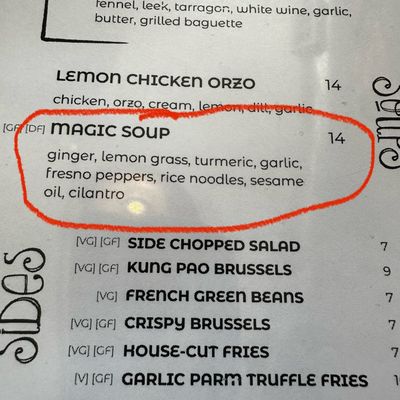 fennel, leek, tarragon, white wine, garlic,
butter, grilled baguette
LEMON CHICKEN ORZO 14
chicken, orzo, cream, lemon, dill, garlic
[GF] [DF] MAGIC SOUP 14
ginger, lemon grass, turmeric, garlic,
fresno peppers, rice noodles, sesame
oil, cilantro
SIDES
[VG] [GF] SIDE CHOPPED SALAD 7
[VG] [GF] KUNG PAO BRUSSELS 9
[VG] FRENCH GREEN BEANS 7
[VG] [GF] CRISPY BRUSSELS 7
[VG] [GF] HOUSE-CUT FRIES 7
[V] [GF] GARLIC PARM TRUFFLE FRIES